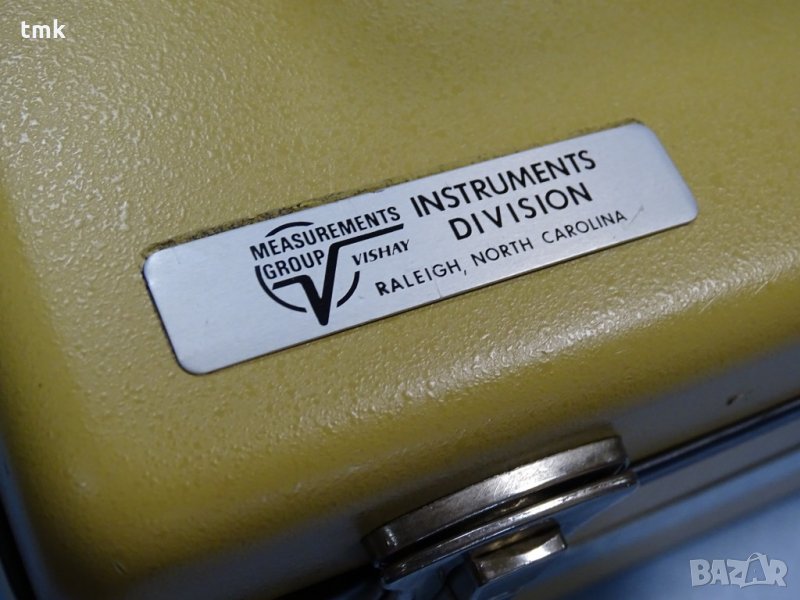 tmk
MEASUREMENTS
GROUP
VISHAY
INSTRUMENTS
DIVISION
RALEIGH, NORTH CAROLINA
BAZAR